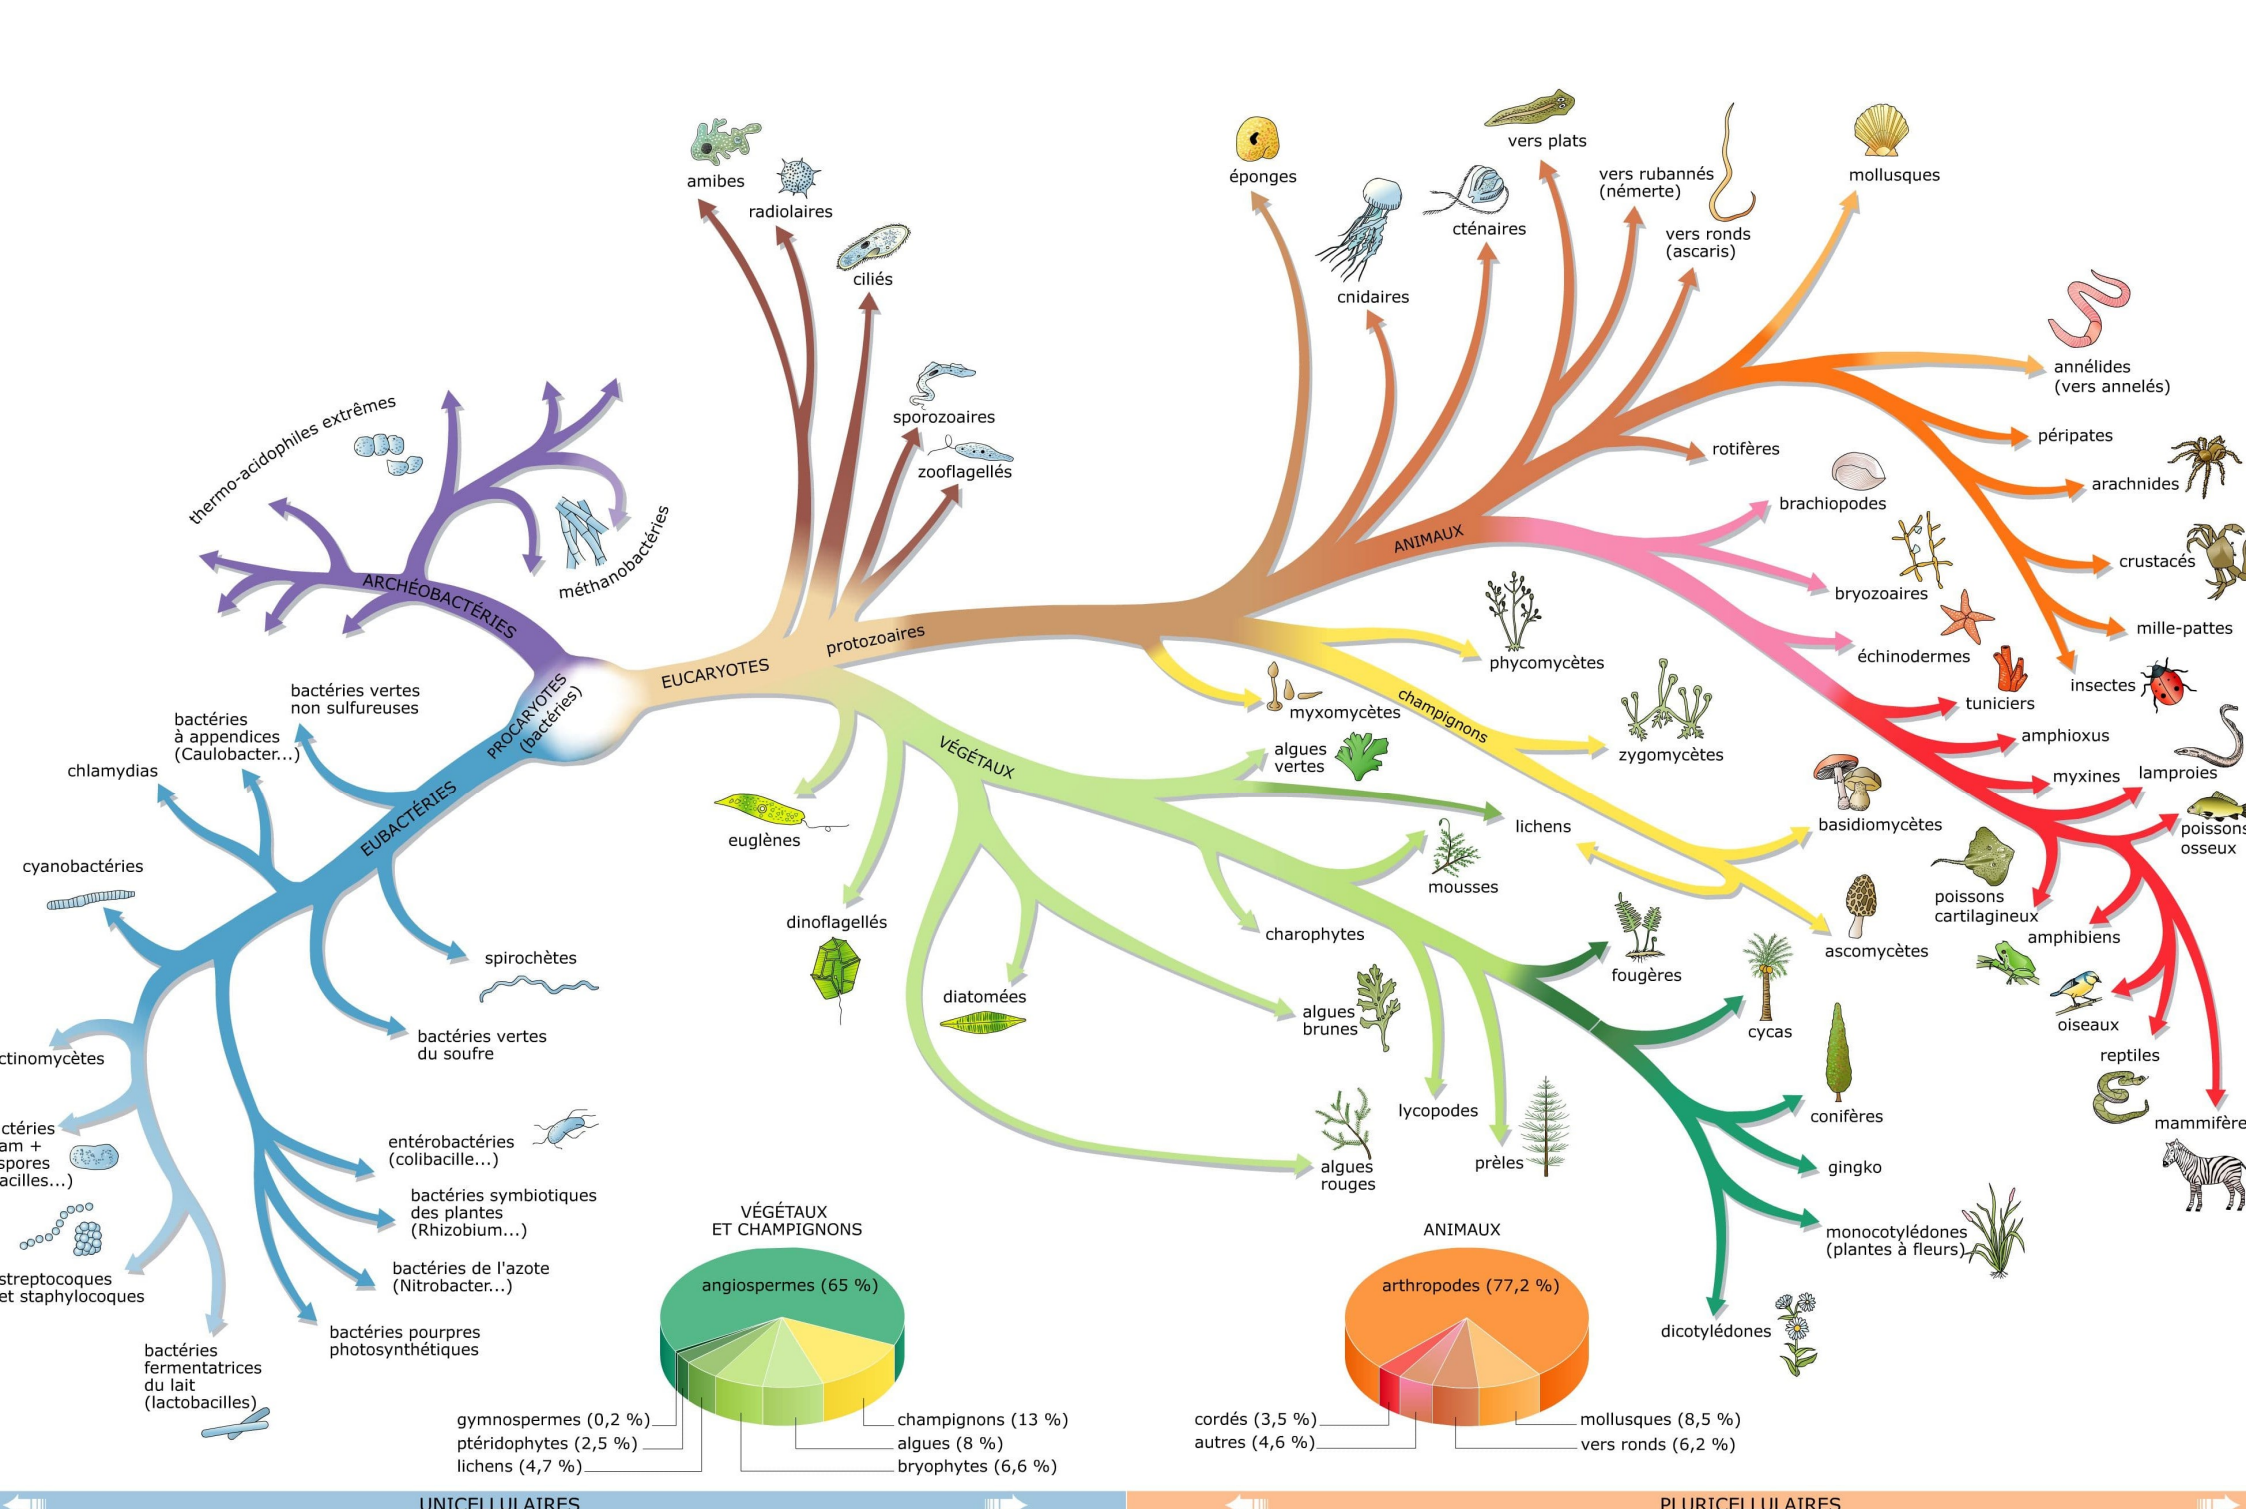 amibes
radiolaires
ciliés
sporozoaires
zooflagellés
éponges
cnidaires
cténaires
vers plats
vers rubannés
(némerte)
vers ronds
(ascaris)
mollusques
annélides
(vers annelés)
péripates
arachnides
crustacés
mille-pattes
insectes
rotifères
brachiopodes
bryozoaires
échinodermes
tuniciers
amphioxus
myxines
lamproies
poissons
osseux
poissons
cartilagineux
amphibiens
oiseaux
reptiles
mammifère
thermo-acidophiles extrêmes
méthanobactéries
ARCHÉOBACTÉRIES
PROCARYOTES
(bactéries)
EUBACTÉRIES
EUCARYOTES
protozoaires
ANIMAUX
VÉGÉTAUX
champignons
phycomycètes
myxomycètes
zygomycètes
basidiomycètes
ascomycètes
lichens
algues
vertes
mousses
charophytes
fougères
cycas
conifères
gingko
monocotylédones
(plantes à fleurs)
dicotylédones
lycopodes
prèles
algues
brunes
algues
rouges
euglènes
dinoflagellés
diatomées
bactéries vertes
non sulfureuses
bactéries
à appendices
(Caulobacter...)
chlamydias
cyanobactéries
spirochètes
bactéries vertes
du soufre
ctinomycètes
ctéries
am +
spores
acilles...)
streptocoques
et staphylocoques
bactéries
fermentatrices
du lait
(lactobacilles)
entérobactéries
(colibacille...)
bactéries symbiotiques
des plantes
(Rhizobium...)
bactéries de l'azote
(Nitrobacter...)
bactéries pourpres
photosynthétiques
VÉGÉTAUX
ET CHAMPIGNONS
angiospermes (65 %)
gymnospermes (0,2 %)
ptéridophytes (2,5 %)
lichens (4,7 %)
champignons (13 %)
algues (8 %)
bryophytes (6,6 %)
ANIMAUX
arthropodes (77,2 %)
cordés (3,5 %)
autres (4,6 %)
mollusques (8,5 %)
vers ronds (6,2 %)
UNICELLULAIRES
PLURICELLULAIRES